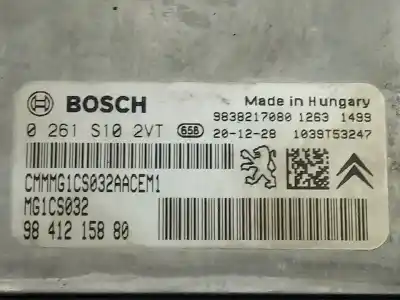 BOSCH
Made in Hungary
9838217080 1263 1499
0 261 S10 2VT 65B 20-12-28 1039T53247
CMMMG1CS032AACEM1
MG1CS032
98 412 158 80